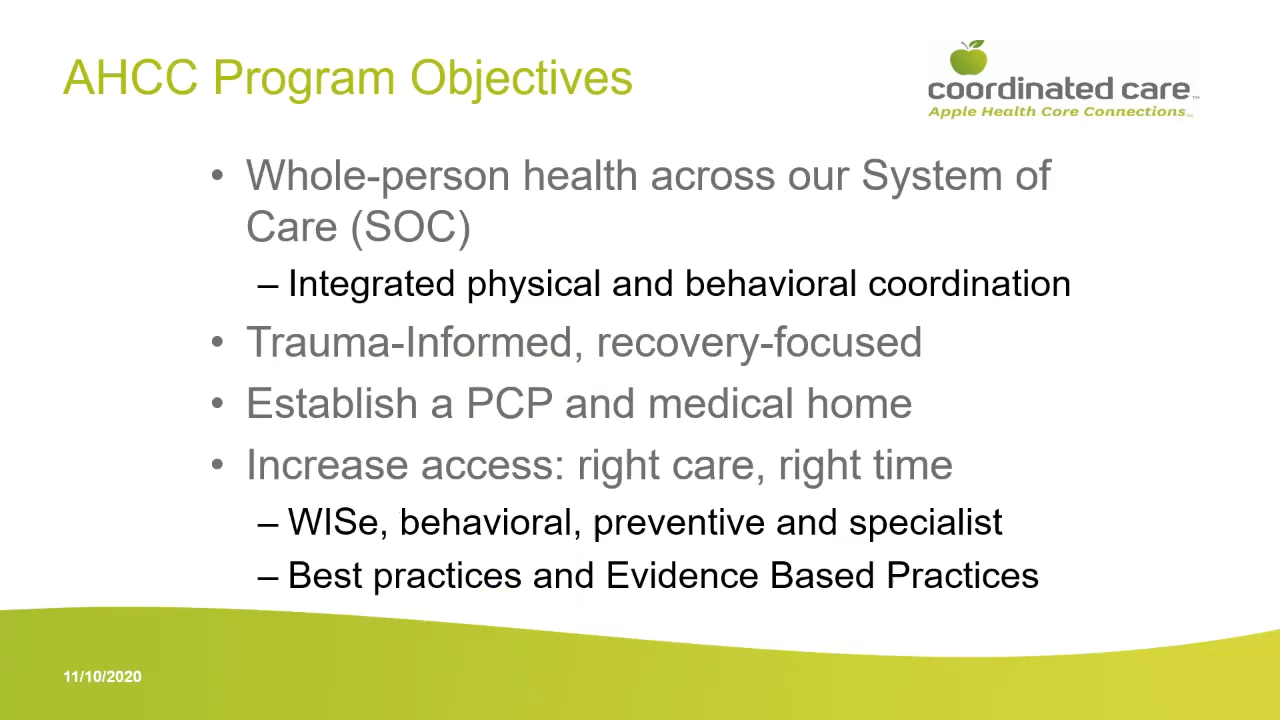 AHCC Program Objectives
coordinated care™
Apple Health Core Connections
• Whole-person health across our System of
Care (SOC)
– Integrated physical and behavioral coordination
• Trauma-Informed, recovery-focused
• Establish a PCP and medical home
• Increase access: right care, right time
– WISe, behavioral, preventive and specialist
– Best practices and Evidence Based Practices
11/10/2020